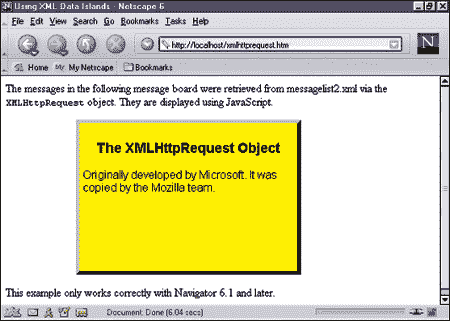 Using XML Data Islands - Netscape 6
File Edit View Search Go Bookmarks Tasks Help
http://localhost/xmlhttprequest.htm
N
Home My Netscape Bookmarks
The messages in the following message board were retrieved from messagelist2.xml via the
XMLHttpRequest object. They are displayed using JavaScript.
The XMLHttpRequest Object
Originally developed by Microsoft. It was
copied by the Mozilla team.
This example only works correctly with Navigator 6.1 and later.
Document: Done (6.04 secs)